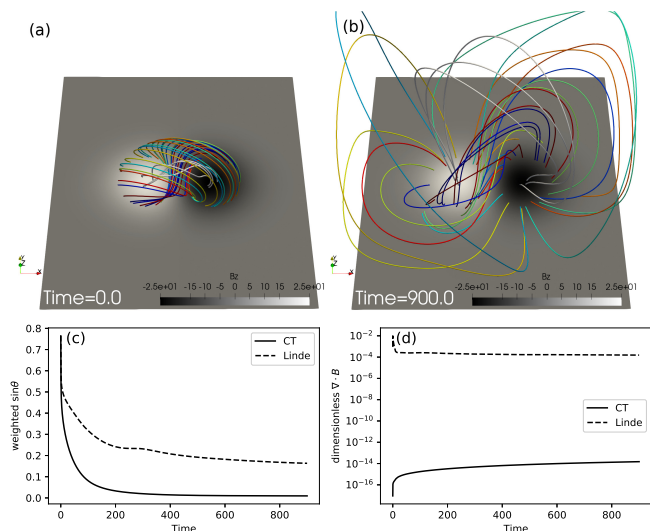 (a)
(b)
Time=0.0
Bz
-2.5e+01 -15 -10 -5 0 5 10 15 2.5e+01
Time=900.0
Bz
-2.5e+01 -15 -10 -5 0 5 10 15 2.5e+01
(c)
weighted sinθ
0.8
0.7
0.6
0.5
0.4
0.3
0.2
0.1
0.0
CT
Linde
0 200 400 600 800
Time
(d)
dimensionless ∇ · B
10⁻²
10⁻⁴
10⁻⁶
10⁻⁸
10⁻¹⁰
10⁻¹²
10⁻¹⁴
10⁻¹⁶
CT
Linde
0 200 400 600 800
Time